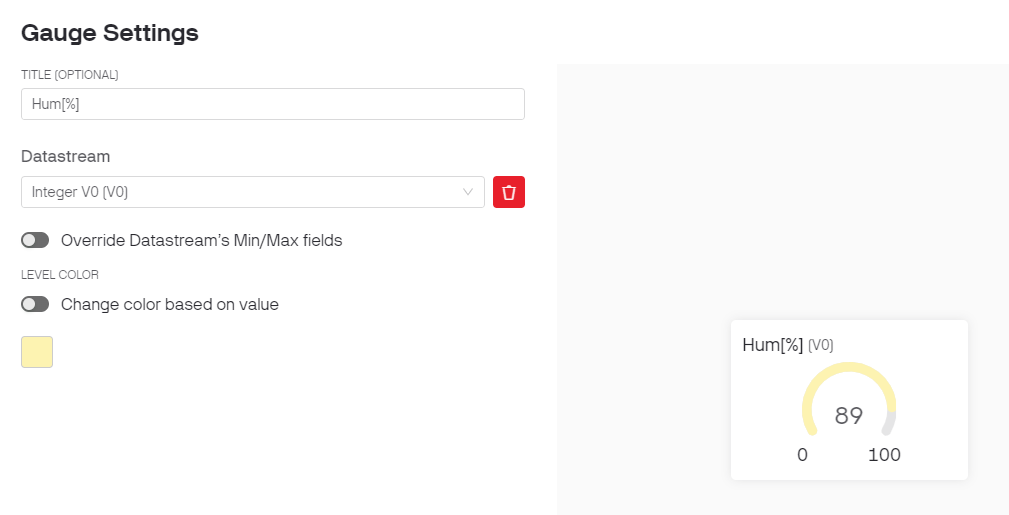 Gauge Settings
TITLE (OPTIONAL)
Hum[%]
Datastream
Integer V0 (V0)
Override Datastream's Min/Max fields
LEVEL COLOR
Change color based on value
Hum[%] (V0)
89
0 100